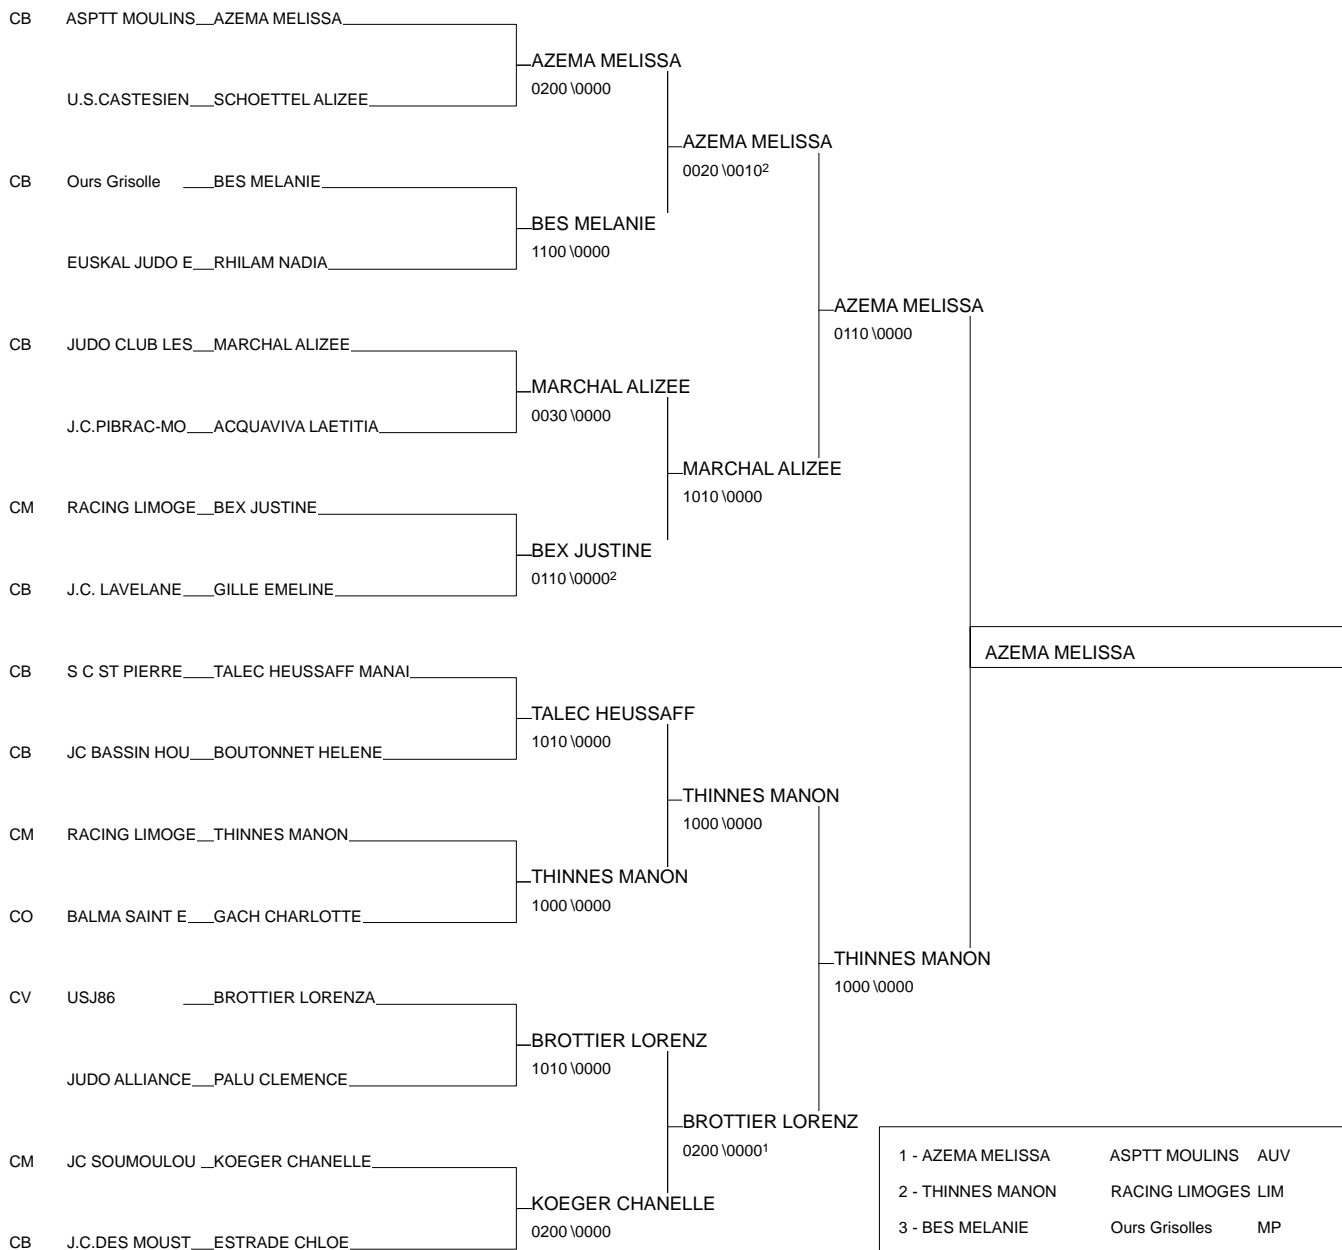 CB ASPTT MOULINS AZEMA MELISSA
AZEMA MELISSA
0200 \0000
U.S.CASTESIEN SCHOETTEL ALIZEE
AZEMA MELISSA
0020 \0010²
CB Ours Grisolle BES MELANIE
BES MELANIE
1100 \0000
EUSKAL JUDO E RHILAM NADIA
AZEMA MELISSA
0110 \0000
CB JUDO CLUB LES MARCHAL ALIZEE
MARCHAL ALIZEE
0030 \0000
J.C.PIBRAC-MO ACQUAVIVA LAETITIA
MARCHAL ALIZEE
1010 \0000
CM RACING LIMOGE BEX JUSTINE
BEX JUSTINE
0110 \0000²
CB J.C. LAVELANE GILLE EMELINE
AZEMA MELISSA
CB S C ST PIERRE TALEC HEUSSAFF MANAI
TALEC HEUSSAFF
1010 \0000
CB JC BASSIN HOU BOUTONNET HELENE
THINNES MANON
1000 \0000
CM RACING LIMOGE THINNES MANON
THINNES MANON
1000 \0000
CO BALMA SAINT E GACH CHARLOTTE
THINNES MANON
1000 \0000
CV USJ86 BROTTIER LORENZA
BROTTIER LORENZ
1010 \0000
JUDO ALLIANCE PALU CLEMENCE
BROTTIER LORENZ
0200 \0000¹
CM JC SOUMOULOU KOEGER CHANELLE
KOEGER CHANELLE
0200 \0000
CB J.C.DES MOUST ESTRADE CHLOE
1 - AZEMA MELISSA ASPTT MOULINS AUV
2 - THINNES MANON RACING LIMOGES LIM
3 - BES MELANIE Ours Grisolles MP